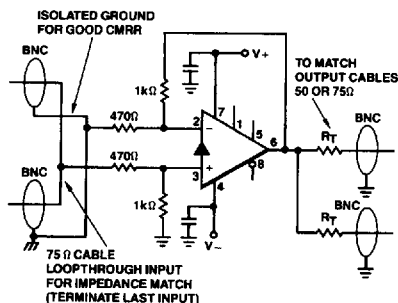 ISOLATED GROUND
FOR GOOD CMRR
BNC
V+
TO MATCH
OUTPUT CABLES
50 OR 75Ω
BNC
1kΩ
7
470Ω
2
1
5
6
RT
BNC
470Ω
3
8
4
1kΩ
BNC
RT
V–
75 Ω CABLE
LOOPTHROUGH INPUT
FOR IMPEDANCE MATCH
(TERMINATE LAST INPUT)